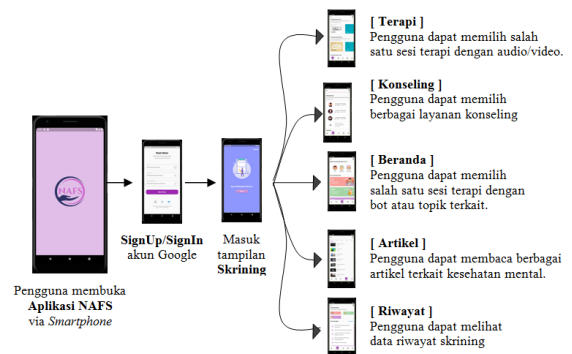 NAFS
Pengguna membuka
Aplikasi NAFS
via Smartphone
SignUp/SignIn
akun Google
Masuk
tampilan
Skrining
[ Terapi ]
Pengguna dapat memilih salah
satu sesi terapi dengan audio/video.
[ Konseling ]
Pengguna dapat memilih
berbagai layanan konseling
[ Beranda ]
Pengguna dapat memilih
salah satu sesi terapi dengan
bot atau topik terkait.
[ Artikel ]
Pengguna dapat membaca berbagai
artikel terkait kesehatan mental.
[ Riwayat ]
Pengguna dapat melihat
data riwayat skrining